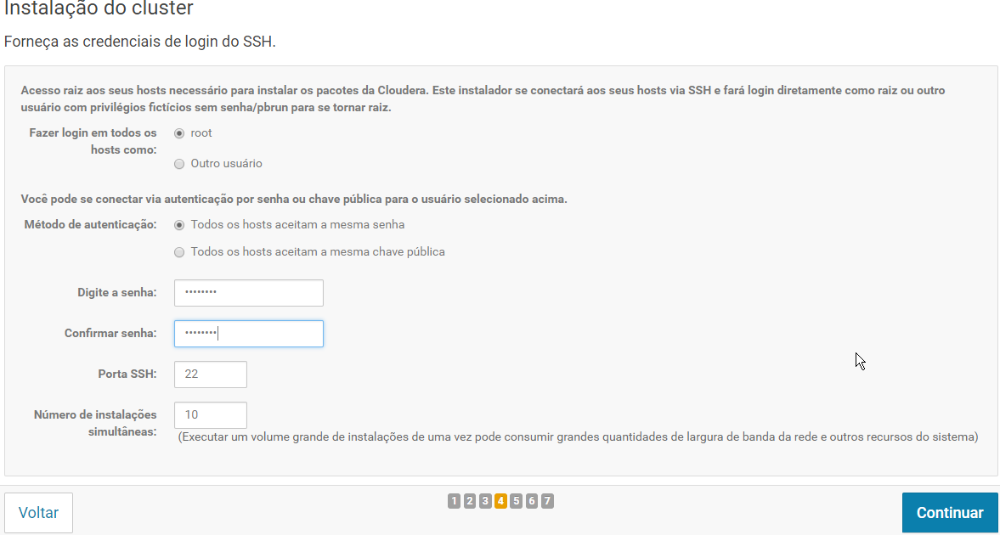 Instalação do cluster
Forneça as credenciais de login do SSH.
Acesso raiz aos seus hosts necessário para instalar os pacotes da Cloudera. Este instalador se conectará aos seus hosts via SSH e fará login diretamente como raiz ou outro
usuário com privilégios fictícios sem senha/pbrun para se tornar raiz.
Fazer login em todos os
hosts como:
root
Outro usuário
Você pode se conectar via autenticação por senha ou chave pública para o usuário selecionado acima.
Método de autenticação:
Todos os hosts aceitam a mesma senha
Todos os hosts aceitam a mesma chave pública
Digite a senha:
••••••••
Confirmar senha:
••••••••
Porta SSH:
22
Número de instalações
simultâneas:
10
(Executar um volume grande de instalações de uma vez pode consumir grandes quantidades de largura de banda da rede e outros recursos do sistema)
Voltar
1 2 3 4 5 6 7
Continuar